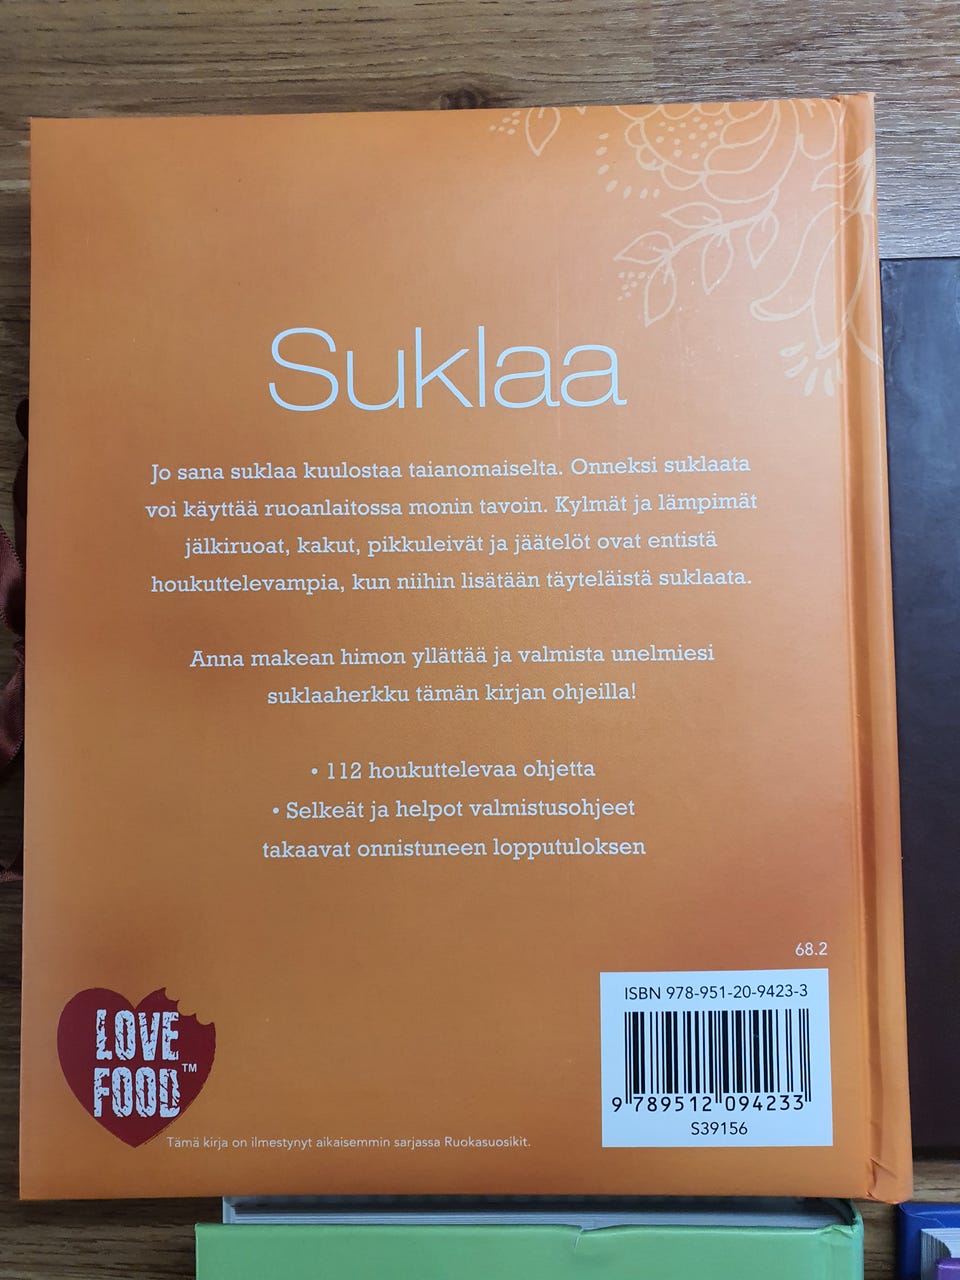 Suklaa
Jo sana suklaa kuulostaa taianomaiselta. Onneksi suklaata
voi käyttää ruoanlaitossa monin tavoin. Kylmät ja lämpimät
jälkiruoat, kakut, pikkuleivät ja jäätelöt ovat entistä
houkuttelevampia, kun niihin lisätään täyteläistä suklaata.
Anna makean himon yllättää ja valmista unelmiesi
suklaaherkku tämän kirjan ohjeilla!
• 112 houkuttelevaa ohjetta
• Selkeät ja helpot valmistusohjeet
takaavat onnistuneen lopputuloksen
68.2
ISBN 978-951-20-9423-3
9 789512 094233
S39156
LOVE
FOOD™
Tämä kirja on ilmestynyt aikaisemmin sarjassa Ruokasuosikit.